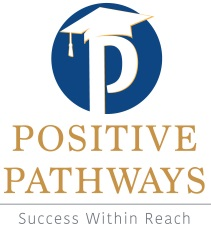 P
POSITIVE
PATHWAYS
Success Within Reach